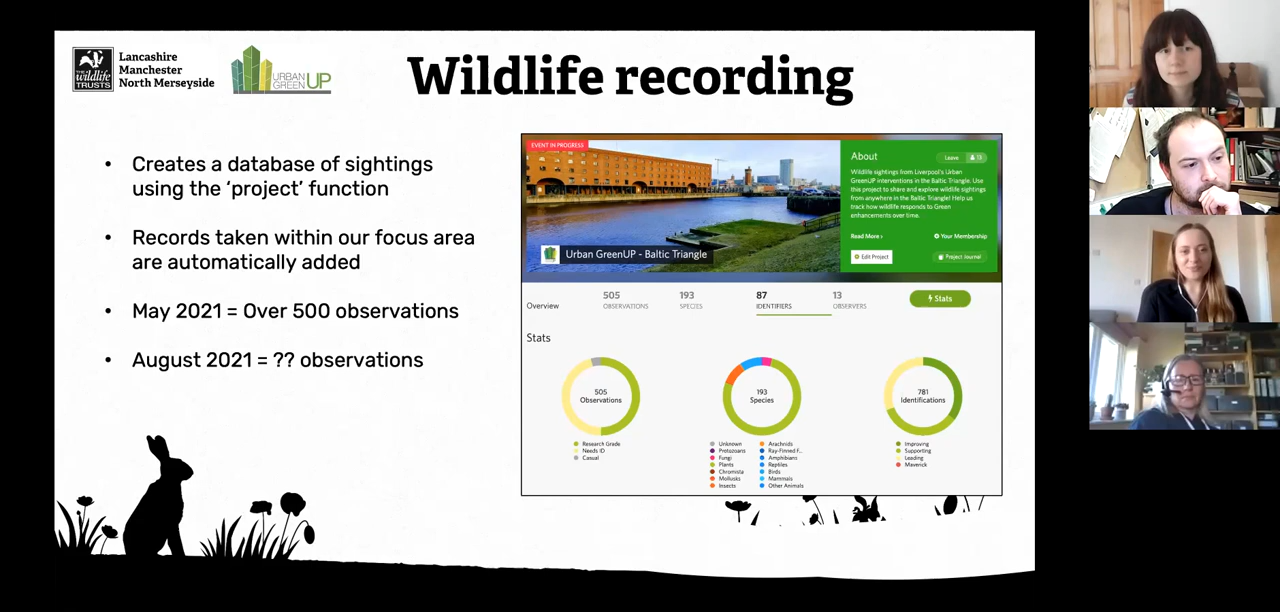 Lancashire
Manchester
North Merseyside
THE
wildlife
TRUSTS
URBAN
GREEN UP
Wildlife recording
• Creates a database of sightings
using the ‘project’ function
• Records taken within our focus area
are automatically added
• May 2021 = Over 500 observations
• August 2021 = ?? observations
EVENT IN PROGRESS
Urban GreenUP - Baltic Triangle
About
Leave
13
Wildlife sightings from Liverpool's Urban
GreenUP interventions in the Baltic Triangle. Use
this project to share and explore wildlife sightings
from anywhere in the Baltic Triangle! Help us
track how wildlife responds to Green
enhancements over time.
Read More ›
Your Membership
Edit Project
Project Journal
Overview
505
OBSERVATIONS
193
SPECIES
87
IDENTIFIERS
13
OBSERVERS
Stats
Stats
505
Observations
Research Grade
Needs ID
Casual
193
Species
Unknown
Protozoans
Fungi
Plants
Chromista
Mollusks
Insects
Arachnids
Ray-Finned F...
Amphibians
Reptiles
Birds
Mammals
Other Animals
781
Identifications
Improving
Supporting
Leading
Maverick